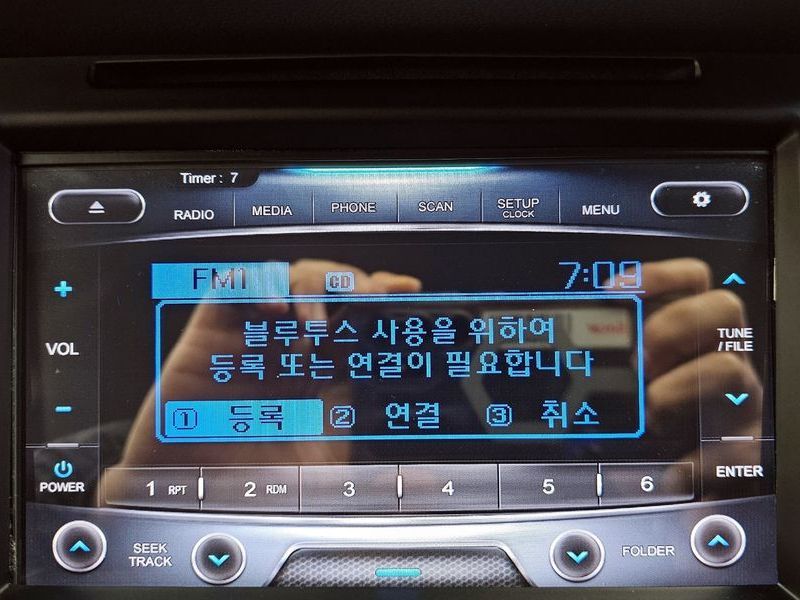 Timer : 7
RADIO MEDIA PHONE SCAN SETUP MENU
CLOCK
FM1 CD 7:09
VOL
블루투스 사용을 위하여
등록 또는 연결이 필요합니다
① 등록 ② 연결 ③ 취소
TUNE
/ FILE
POWER
ENTER
1 RPT 2 RDM 3 4 5 6
SEEK
TRACK
FOLDER